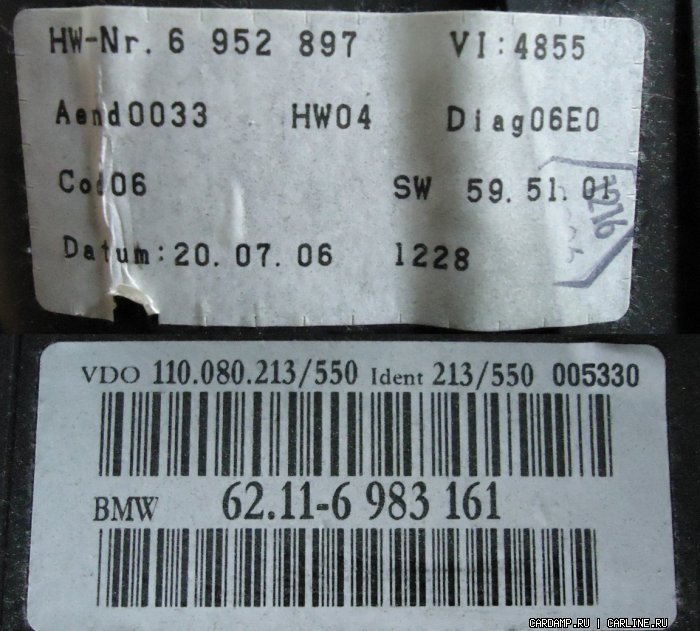 HW-Nr. 6 952 897 VI:4855
Aend0033 HW04 Diag06E0
Cod06 SW 59.51.01
Datum:20.07.06 1228
1216
VDO 110.080.213/550 Ident 213/550 005330
BMW 62.11-6 983 161
CARDAMP.RU | CARLINE.RU